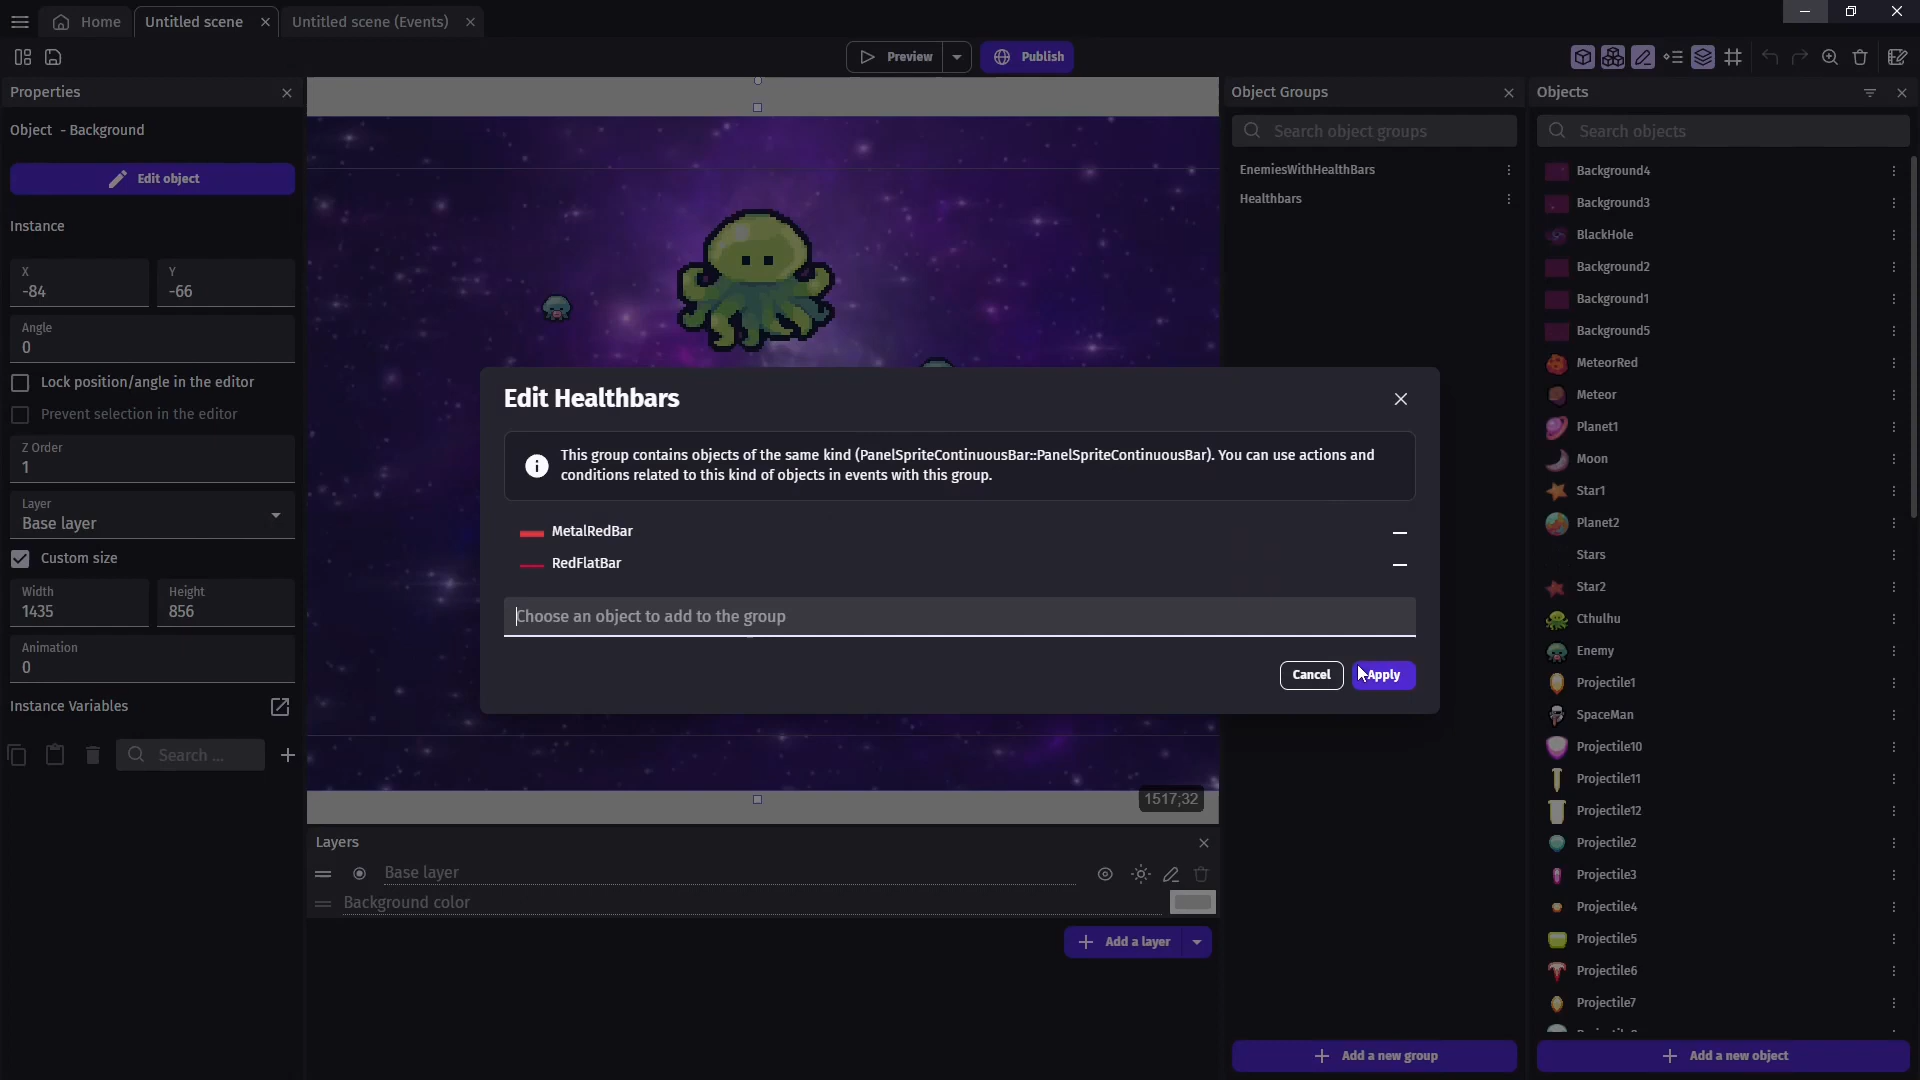 Home
Untitled scene
Untitled scene (Events)
Preview
Publish
Properties
Object - Background
Edit object
Instance
X
-84
Y
-66
Angle
0
Lock position/angle in the editor
Prevent selection in the editor
Z Order
1
Layer
Base layer
Custom size
Width
1435
Height
856
Animation
0
Instance Variables
Search ...
Edit Healthbars
This group contains objects of the same kind (PanelSpriteContinuousBar::PanelSpriteContinuousBar). You can use actions and
conditions related to this kind of objects in events with this group.
MetalRedBar
RedFlatBar
Choose an object to add to the group
Cancel
Apply
1517;32
Layers
Base layer
Background color
Add a layer
Object Groups
Search object groups
EnemiesWithHealthBars
Healthbars
Add a new group
Objects
Search objects
Background4
Background3
BlackHole
Background2
Background1
Background5
MeteorRed
Meteor
Planet1
Moon
Star1
Planet2
Stars
Star2
Cthulhu
Enemy
Projectile1
SpaceMan
Projectile10
Projectile11
Projectile12
Projectile2
Projectile3
Projectile4
Projectile5
Projectile6
Projectile7
Add a new object